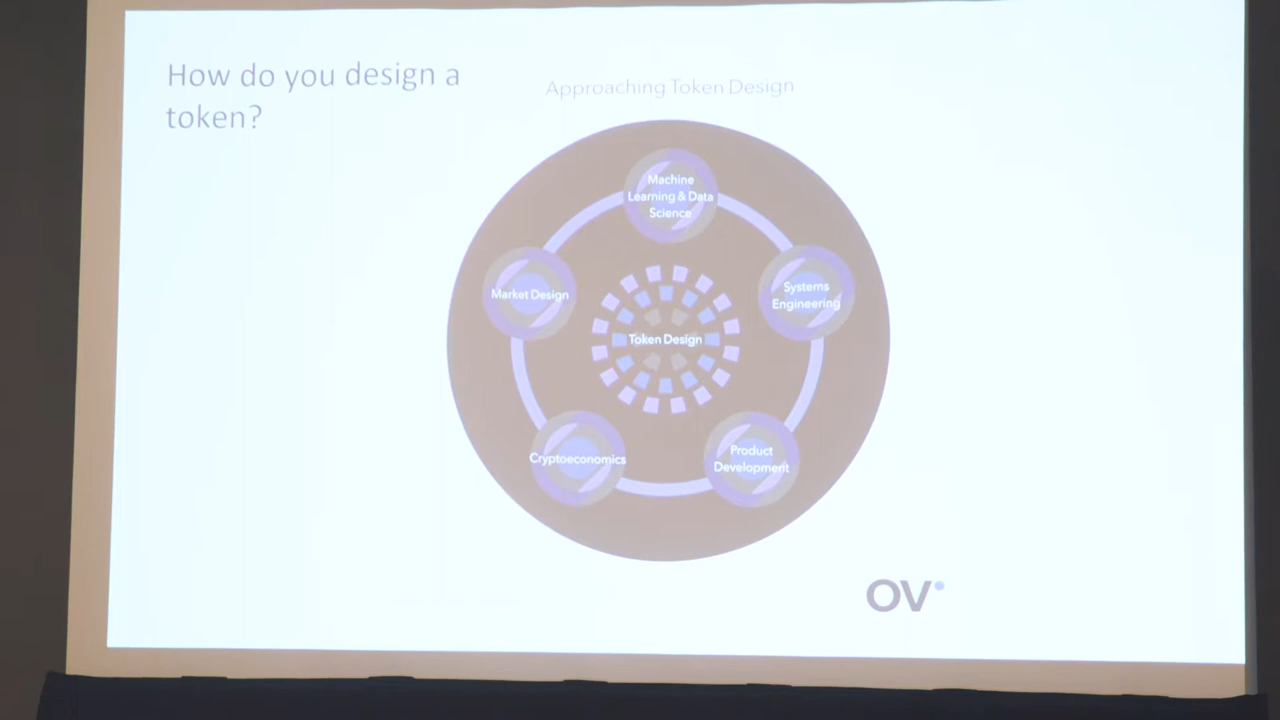 How do you design a
token?
Approaching Token Design
Machine
Learning & Data
Science
Market Design
Systems
Engineering
Token Design
Cryptoeconomics
Product
Development
OV